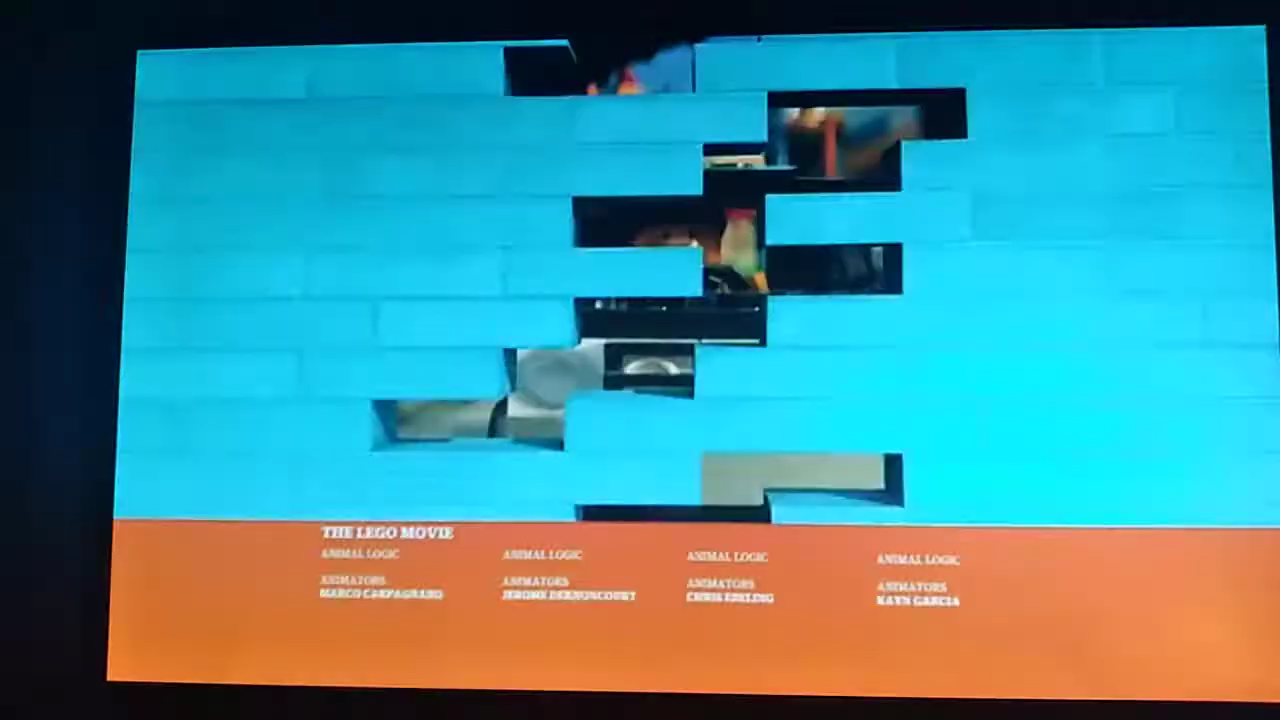 THE LEGO MOVIE
ANIMAL LOGIC ANIMAL LOGIC ANIMAL LOGIC ANIMAL LOGIC
ANIMATORS ANIMATORS ANIMATORS ANIMATORS
MARCO CARPAGNANO JEROME DERNONCOURT CHRIS EBELING KAYN GARCIA